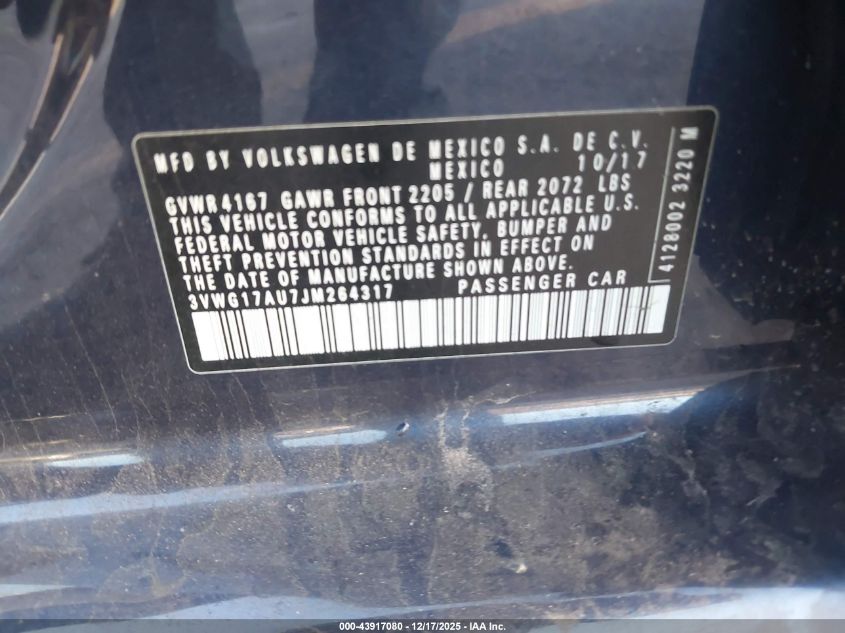 MFD BY VOLKSWAGEN DE MEXICO S.A. DE C.V.
MEXICO 10/17
GVWR 4167 GAWR FRONT 2205 / REAR 2072 LBS
THIS VEHICLE CONFORMS TO ALL APPLICABLE U.S.
FEDERAL MOTOR VEHICLE SAFETY, BUMPER AND
THEFT PREVENTION STANDARDS IN EFFECT ON
THE DATE OF MANUFACTURE SHOWN ABOVE.
3VWG17AU7JM264317 PASSENGER CAR
4128002 3220 M
000-43917080 - 12/17/2025 - IAA Inc.